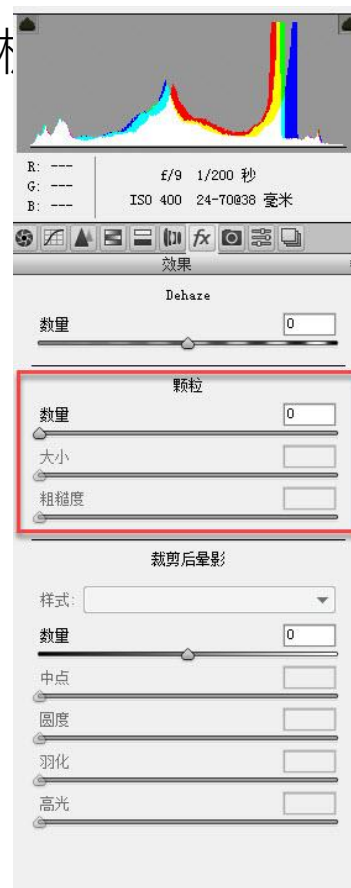 R: ---
G: ---
B: ---
f/9 1/200 秒
ISO 400 24-70@38 毫米
fx
效果
Dehaze
数量 0
颗粒
数量 0
大小
粗糙度
裁剪后晕影
样式:
数量 0
中点
圆度
羽化
高光